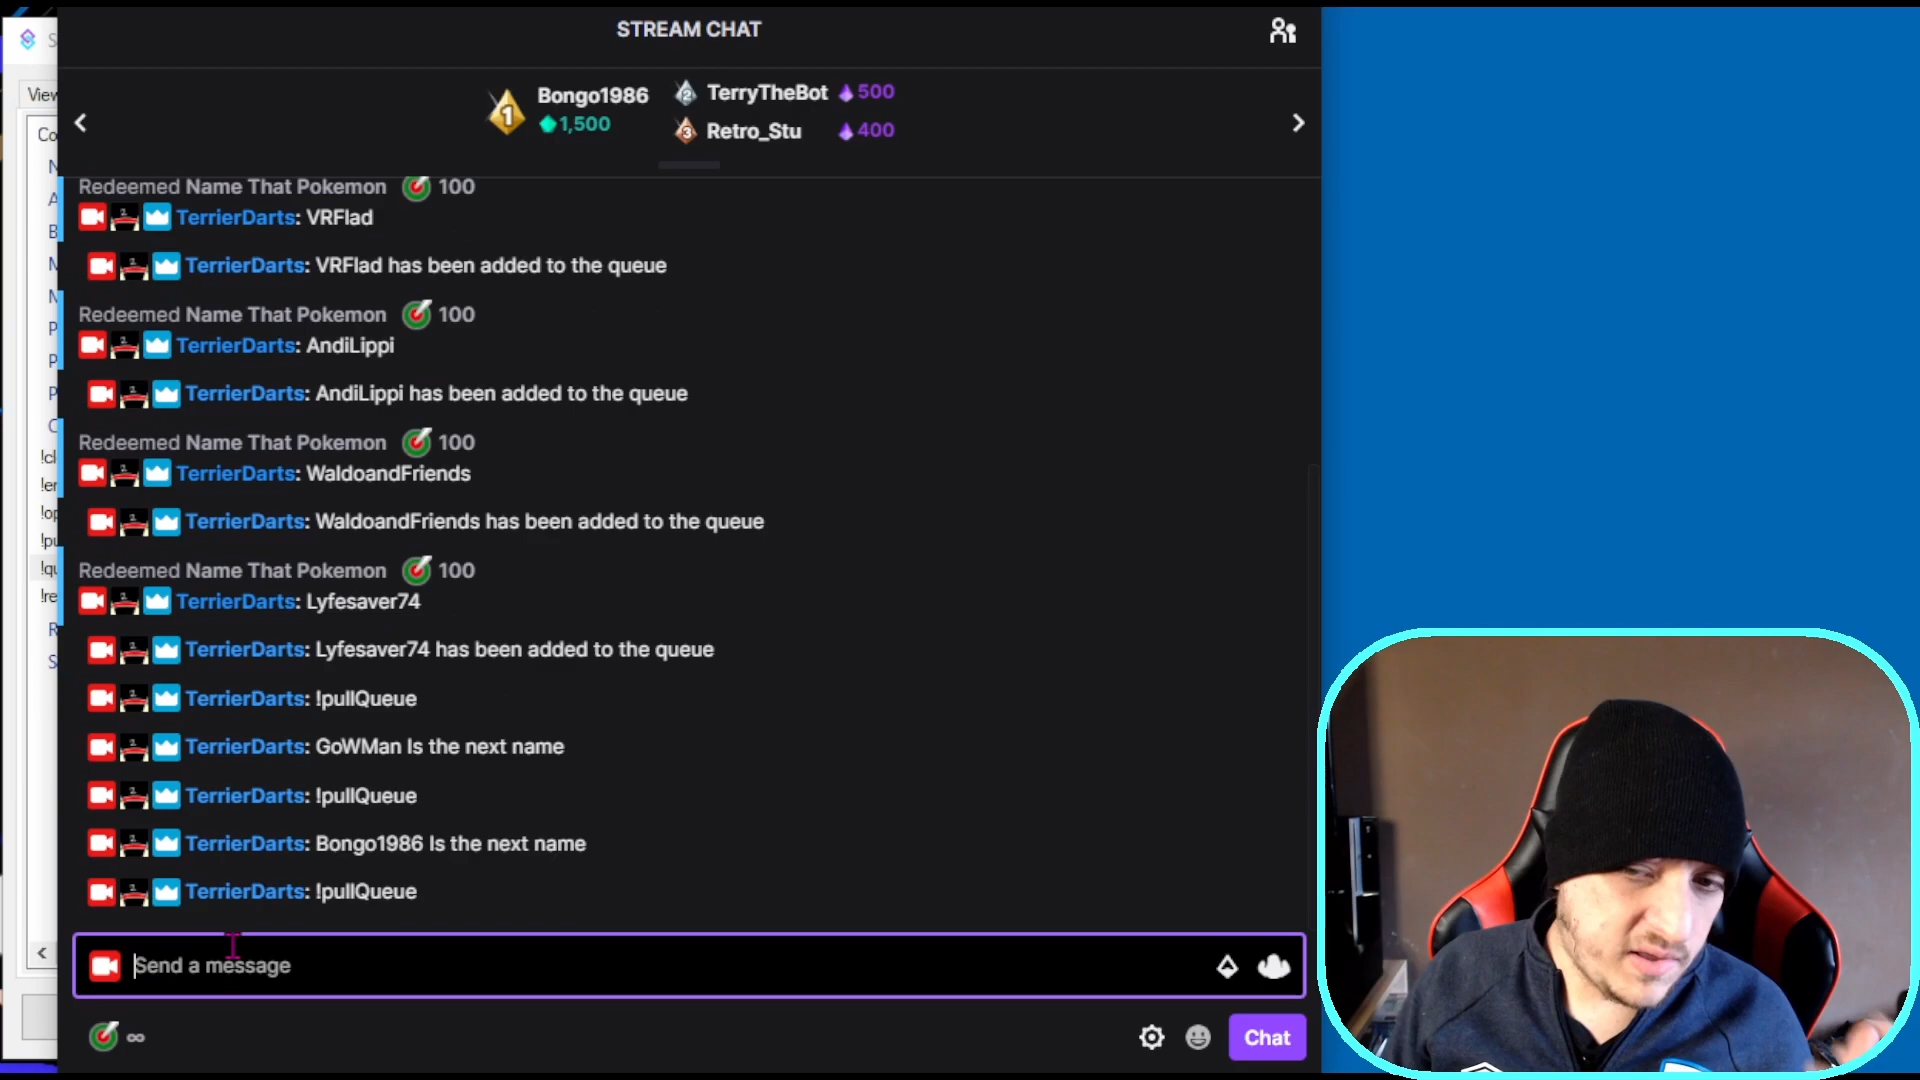 STREAM CHAT
View
1 Bongo1986 1,500
2 TerryTheBot 500
3 Retro_Stu 400
Redeemed Name That Pokemon 100
TerrierDarts: VRFlad
TerrierDarts: VRFlad has been added to the queue
Redeemed Name That Pokemon 100
TerrierDarts: AndiLippi
TerrierDarts: AndiLippi has been added to the queue
Redeemed Name That Pokemon 100
TerrierDarts: WaldoandFriends
TerrierDarts: WaldoandFriends has been added to the queue
Redeemed Name That Pokemon 100
TerrierDarts: Lyfesaver74
TerrierDarts: Lyfesaver74 has been added to the queue
TerrierDarts: !pullQueue
TerrierDarts: GoWMan Is the next name
TerrierDarts: !pullQueue
TerrierDarts: Bongo1986 Is the next name
TerrierDarts: !pullQueue
Send a message
∞
Chat